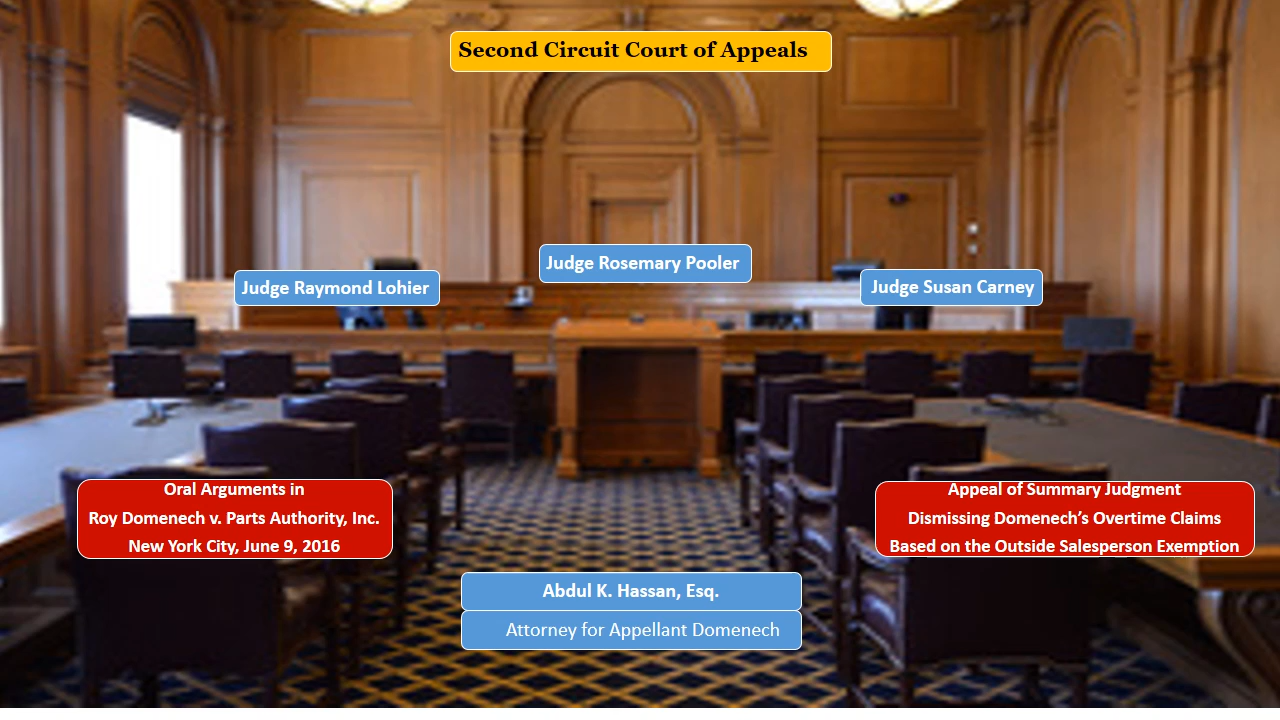 Second Circuit Court of Appeals
Judge Rosemary Pooler
Judge Raymond Lohier
Judge Susan Carney
Oral Arguments in
Roy Domenech v. Parts Authority, Inc.
New York City, June 9, 2016
Appeal of Summary Judgment
Dismissing Domenech’s Overtime Claims
Based on the Outside Salesperson Exemption
Abdul K. Hassan, Esq.
Attorney for Appellant Domenech